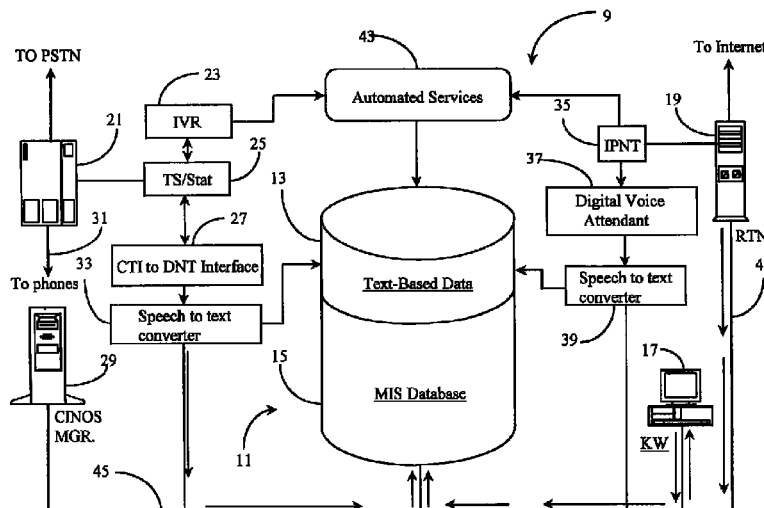 43
9
TO PSTN
To Internet
23
Automated Services
35
19
21
IVR
25
IPNT
37
TS/Stat
Digital Voice
Attendant
27
13
31
CTI to DNT Interface
RTN
33
To phones
Text-Based Data
Speech to text
converter
4
Speech to text
converter
39
17
15
29
MIS Database
CINOS
MGR.
11
KW
45